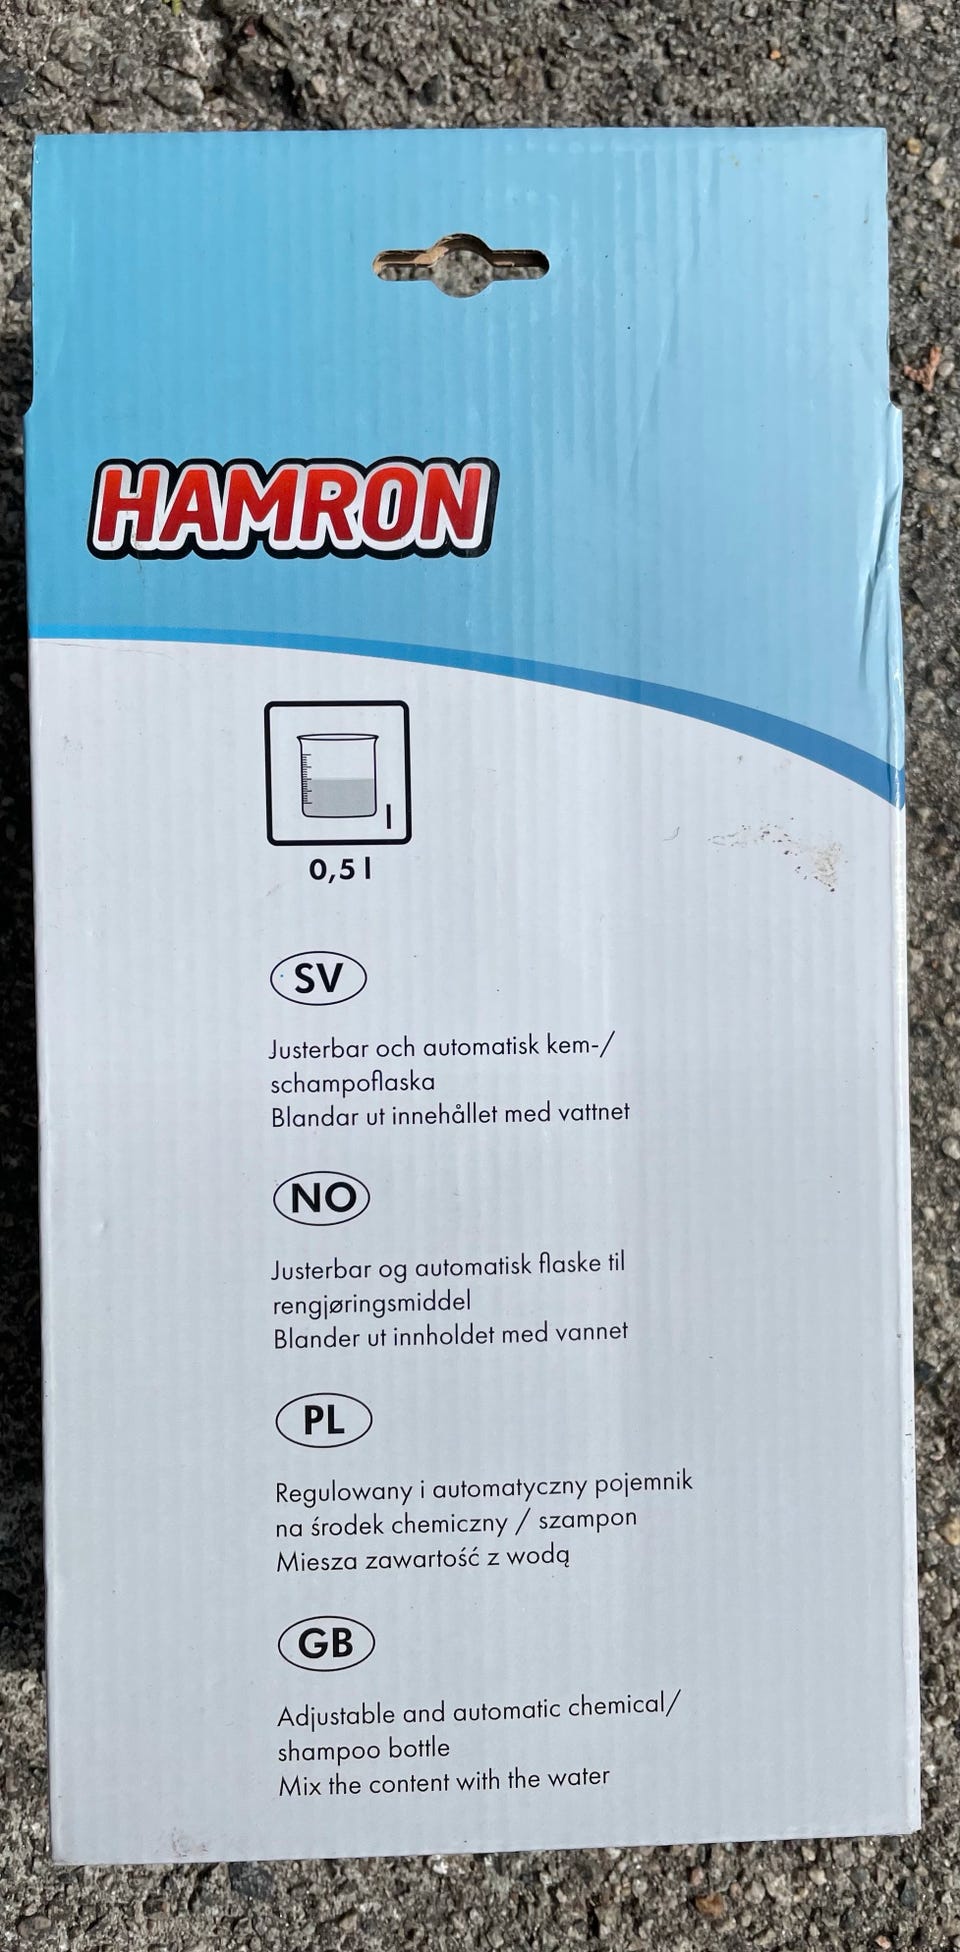 HAMRON
l
0,5 l
SV
Justerbar och automatisk kem-/
schampoflaska
Blandar ut innehållet med vattnet
NO
Justerbar og automatisk flaske til
rengjøringsmiddel
Blander ut innholdet med vannet
PL
Regulowany i automatyczny pojemnik
na środek chemiczny / szampon
Miesza zawartość z wodą
GB
Adjustable and automatic chemical/
shampoo bottle
Mix the content with the water